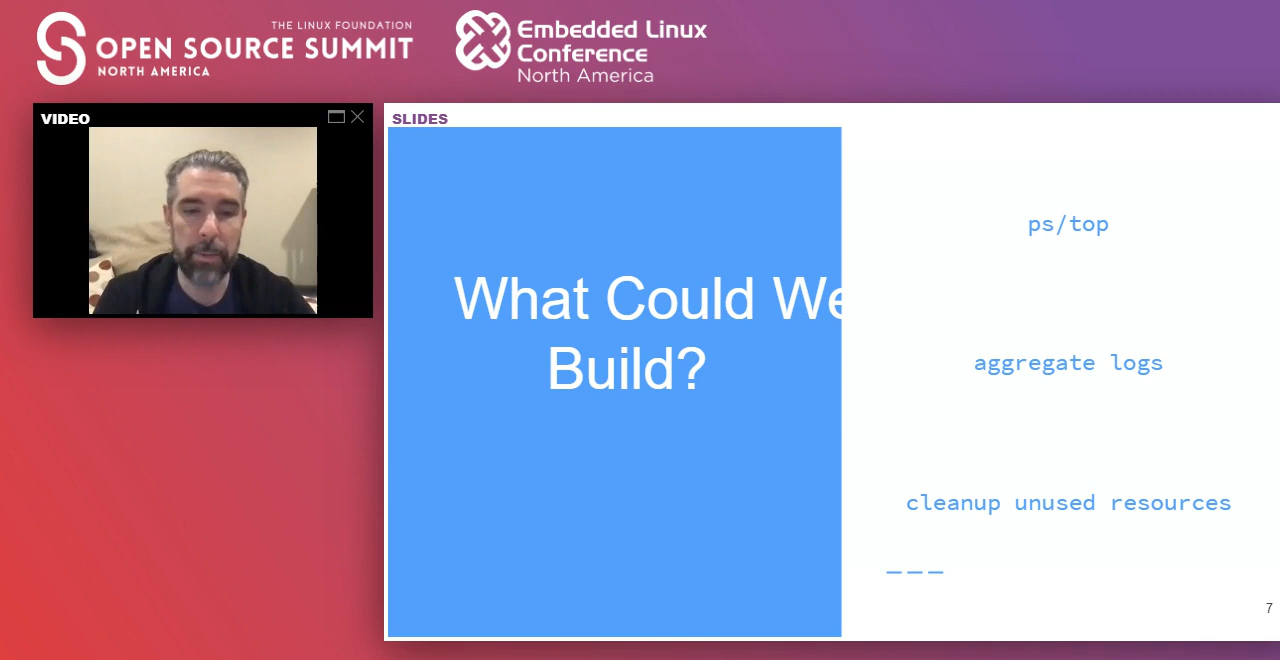 THE LINUX FOUNDATION
OPEN SOURCE SUMMIT
NORTH AMERICA
Embedded Linux
Conference
North America
VIDEO
SLIDES
What Could We
Build?
ps/top
aggregate logs
cleanup unused resources
___
7